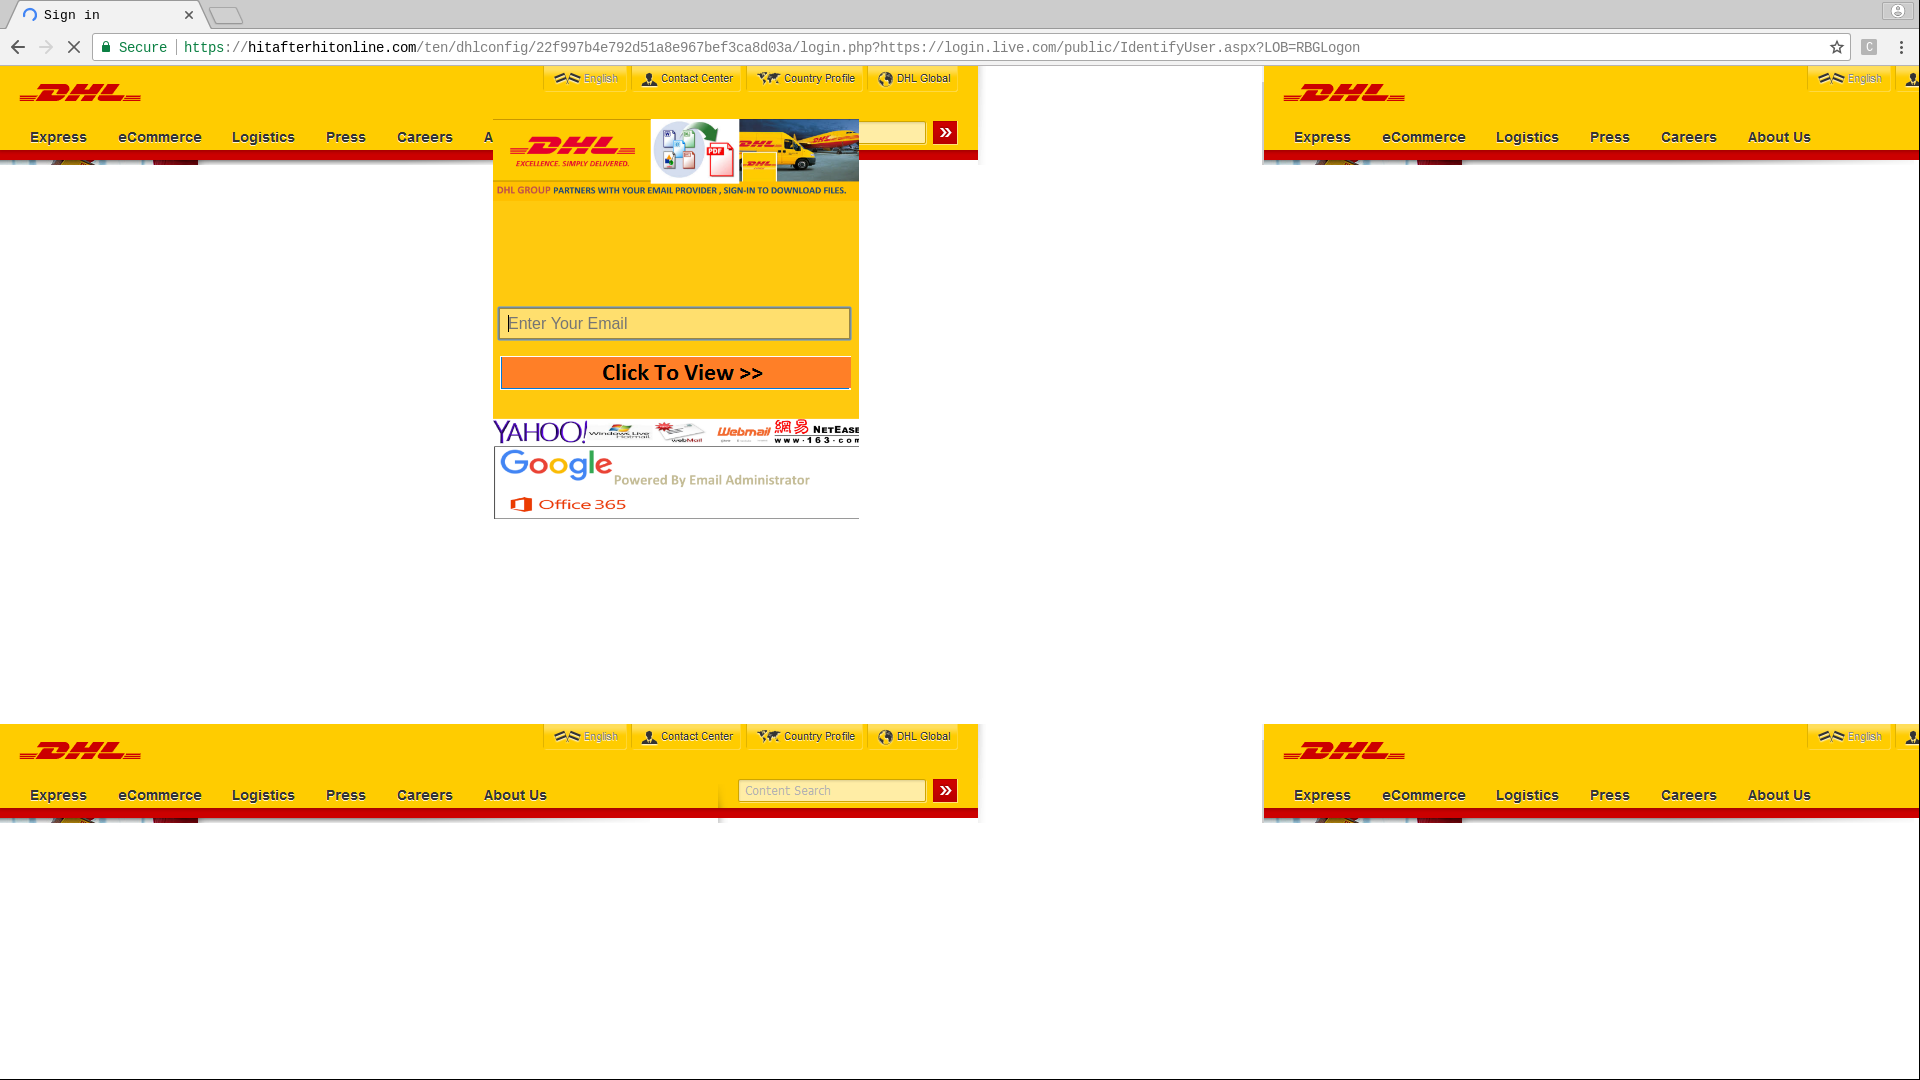 Sign in
Secure https://hitafterhitonline.com/ten/dhlconfig/22f997b4e792d51a8e967bef3ca8d03a/login.php?https://login.live.com/public/IdentifyUser.aspx?LOB=RBGLogon
C
English Contact Center Country Profile DHL Global
English
DHL
DHL
Express eCommerce Logistics Press Careers A
Express eCommerce Logistics Press Careers About Us
DHL
EXCELLENCE. SIMPLY DELIVERED.
PDF
DHL
DHL
DHL
DHL GROUP PARTNERS WITH YOUR EMAIL PROVIDER , SIGN-IN TO DOWNLOAD FILES.
Enter Your Email
Click To View >>
YAHOO! Windows Live Hotmail webMail Webmail 網易 NETEASE
www.163.com
Google
Powered By Email Administrator
Office 365
English Contact Center Country Profile DHL Global
English
DHL
DHL
Content Search
Express eCommerce Logistics Press Careers About Us
Express eCommerce Logistics Press Careers About Us